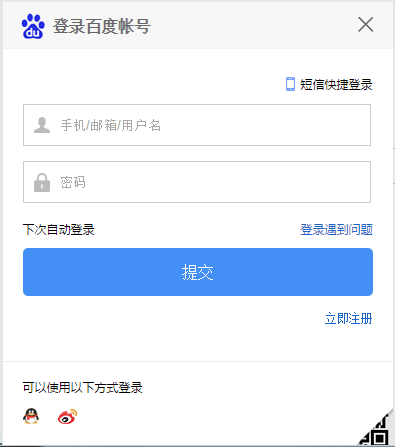 du 登录百度帐号
短信快捷登录
手机/邮箱/用户名
密码
下次自动登录 登录遇到问题
提交
立即注册
可以使用以下方式登录